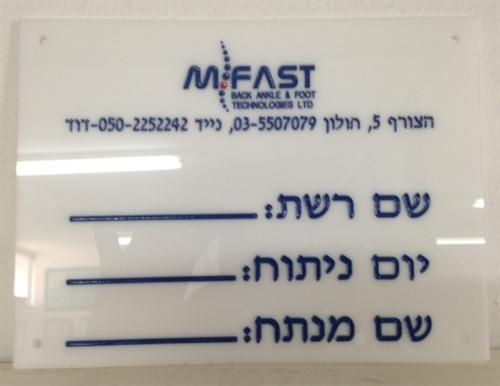 M.FAST
BACK ANKLE & FOOT
TECHNOLOGIES LTD
הצורף 5, חולון 03-5507079, נייד 050-2252242-דוד
שם רשת:
יום ניתוח:
שם מנתח: